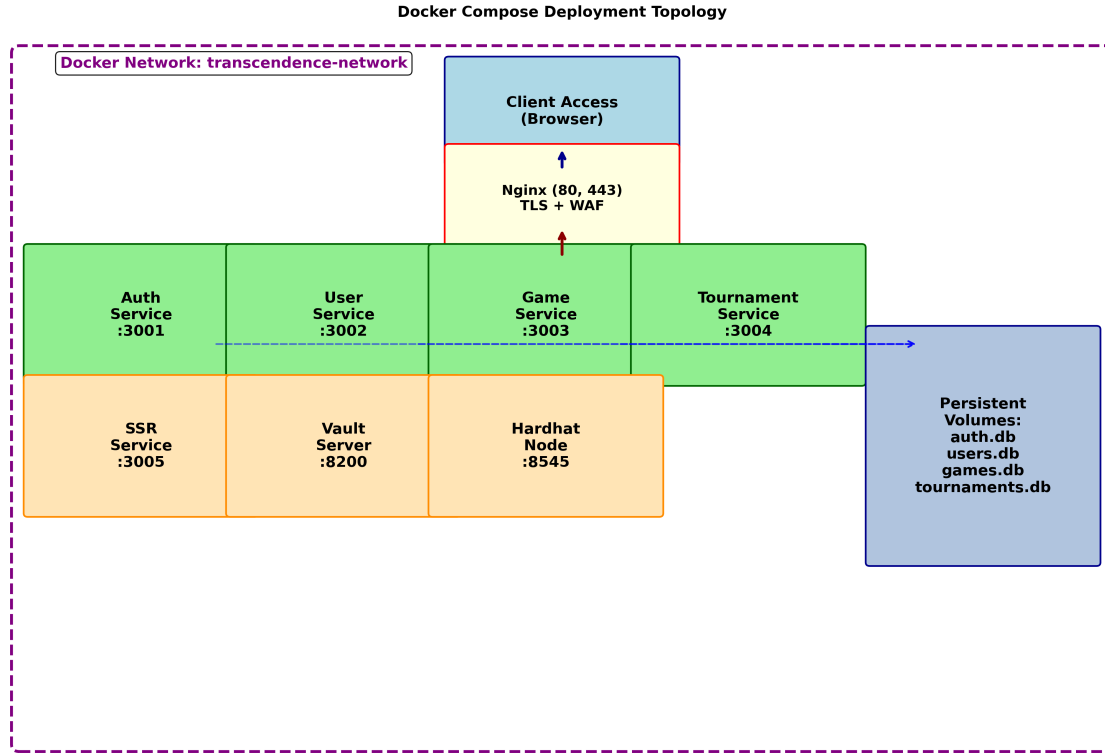 Docker Compose Deployment Topology
Docker Network: transcendence-network
Client Access
(Browser)
Nginx (80, 443)
TLS + WAF
Auth
Service
:3001
User
Service
:3002
Game
Service
:3003
Tournament
Service
:3004
Persistent
Volumes:
auth.db
users.db
games.db
tournaments.db
SSR
Service
:3005
Vault
Server
:8200
Hardhat
Node
:8545